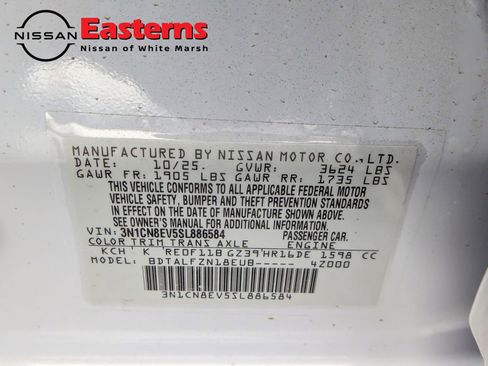 NISSAN Easterns
Nissan of White Marsh
MANUFACTURED BY NISSAN MOTOR CO., LTD.
DATE: 10/25 GVWR: 3624 LBS
GAWR FR: 1905 LBS GAWR RR: 1735 LBS
THIS VEHICLE CONFORMS TO ALL APPLICABLE FEDERAL MOTOR
VEHICLE SAFETY, BUMPER AND THEFT PREVENTION STANDARDS
IN EFFECT ON THE DATE OF MANUFACTURE SHOWN ABOVE.
SEE OWNER'S MANUAL FOR ADDITIONAL INFORMATION.
VIN: 3N1CN8EV5SL886584 PASSENGER CAR.
COLOR TRIM TRANS AXLE ENGINE
KCH K RE0F11B GZ39 HR16DE 1598 CC
MODEL: BDTALFZN18EUB----- 4Z000
3N1CN8EV5SL886584